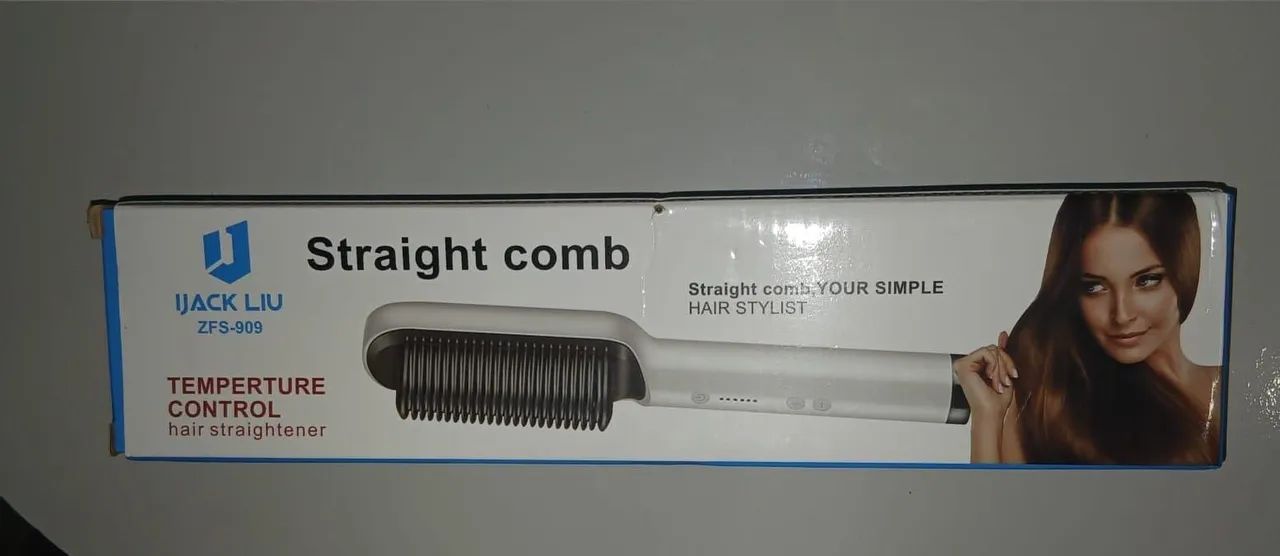 Straight comb
IJACK LIU
ZFS-909
Straight comb,YOUR SIMPLE
HAIR STYLIST
TEMPERTURE
CONTROL
hair straightener